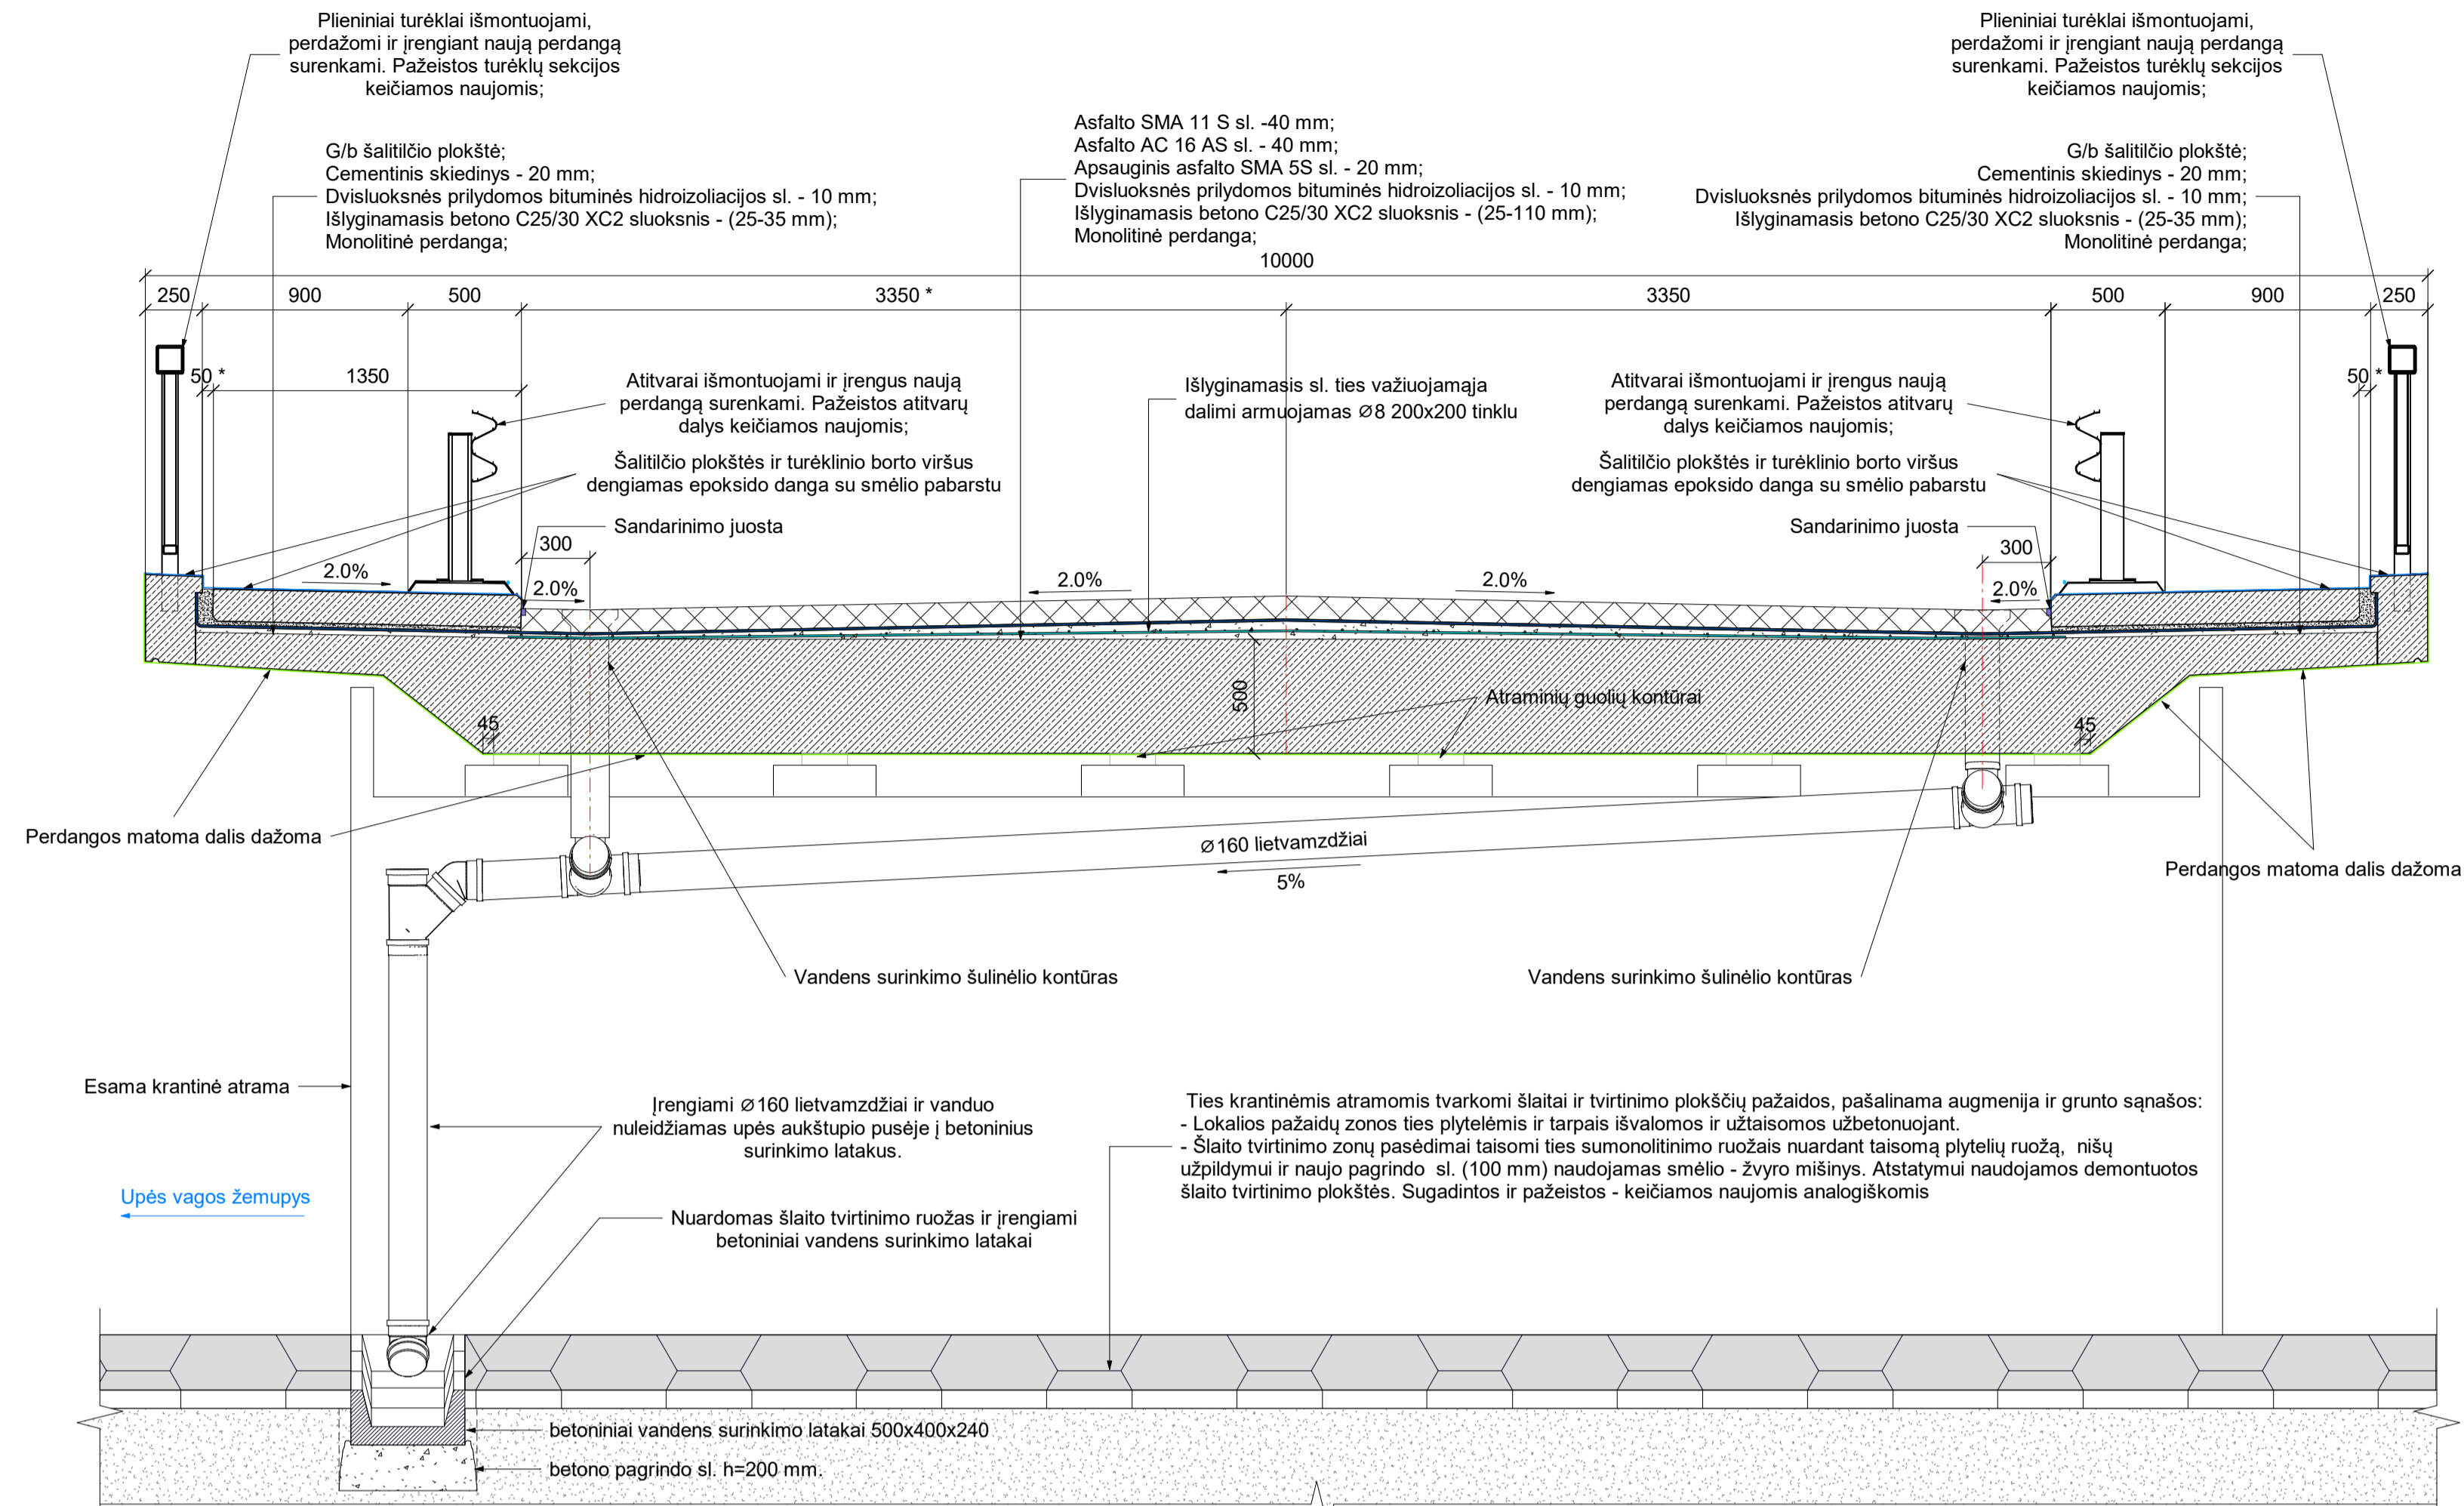 Plieniniai turėklai išmontuojami,
perdažomi ir įrengiant naują perdangą
surenkami. Pažeistos turėklų sekcijos
keičiamos naujomis;
Plieniniai turėklai išmontuojami,
perdažomi ir įrengiant naują perdangą
surenkami. Pažeistos turėklų sekcijos
keičiamos naujomis;
G/b šalitilčio plokštė;
Cementinis skiedinys - 20 mm;
Dvisluoksnės prilydomos bituminės hidroizoliacijos sl. - 10 mm;
Išlyginamasis betono C25/30 XC2 sluoksnis - (25-35 mm);
Monolitinė perdanga;
Asfalto SMA 11 S sl. -40 mm;
Asfalto AC 16 AS sl. - 40 mm;
Apsauginis asfalto SMA 5S sl. - 20 mm;
Dvisluoksnės prilydomos bituminės hidroizoliacijos sl. - 10 mm;
Išlyginamasis betono C25/30 XC2 sluoksnis - (25-110 mm);
Monolitinė perdanga;
G/b šalitilčio plokštė;
Cementinis skiedinys - 20 mm;
Dvisluoksnės prilydomos bituminės hidroizoliacijos sl. - 10 mm;
Išlyginamasis betono C25/30 XC2 sluoksnis - (25-35 mm);
Monolitinė perdanga;
10000
250 900 500 3350 * 3350 500 900 250
50 * 1350 50 *
Atitvarai išmontuojami ir įrengus naują
perdangą surenkami. Pažeistos atitvarų
dalys keičiamos naujomis;
Išlyginamasis sl. ties važiuojamąja
dalimi armuojamas ∅8 200x200 tinklu
Atitvarai išmontuojami ir įrengus naują
perdangą surenkami. Pažeistos atitvarų
dalys keičiamos naujomis;
Šalitilčio plokštės ir turėklinio borto viršus
dengiamas epoksido danga su smėlio pabarstu
Šalitilčio plokštės ir turėklinio borto viršus
dengiamas epoksido danga su smėlio pabarstu
Sandarinimo juosta
Sandarinimo juosta
300 300
2.0% 2.0% 2.0% 2.0% 2.0%
500
Atraminių guolių kontūrai
45 45
Perdangos matoma dalis dažoma
∅160 lietvamzdžiai
5%
Perdangos matoma dalis dažoma
Vandens surinkimo šulinėlio kontūras
Vandens surinkimo šulinėlio kontūras
Esama krantinė atrama
Įrengiami ∅160 lietvamzdžiai ir vanduo
nuleidžiamas upės aukštupio pusėje į betoninius
surinkimo latakus.
Ties krantinėmis atramomis tvarkomi šlaitai ir tvirtinimo plokščių pažaidos, pašalinama augmenija ir grunto sąnašos:
- Lokalios pažaidų zonos ties plytelėmis ir tarpais išvalomos ir užtaisomos užbetonuojant.
- Šlaito tvirtinimo zonų pasėdimai taisomi ties sumonolitinimo ruožais nuardant taisomą plytelių ruožą, nišų
užpildymui ir naujo pagrindo sl. (100 mm) naudojamas smėlio - žvyro mišinys. Atstatymui naudojamos demontuotos
šlaito tvirtinimo plokštės. Sugadintos ir pažeistos - keičiamos naujomis analogiškomis
Upės vagos žemupys
Nuardomas šlaito tvirtinimo ruožas ir įrengiami
betoniniai vandens surinkimo latakai
betoniniai vandens surinkimo latakai 500x400x240
betono pagrindo sl. h=200 mm.